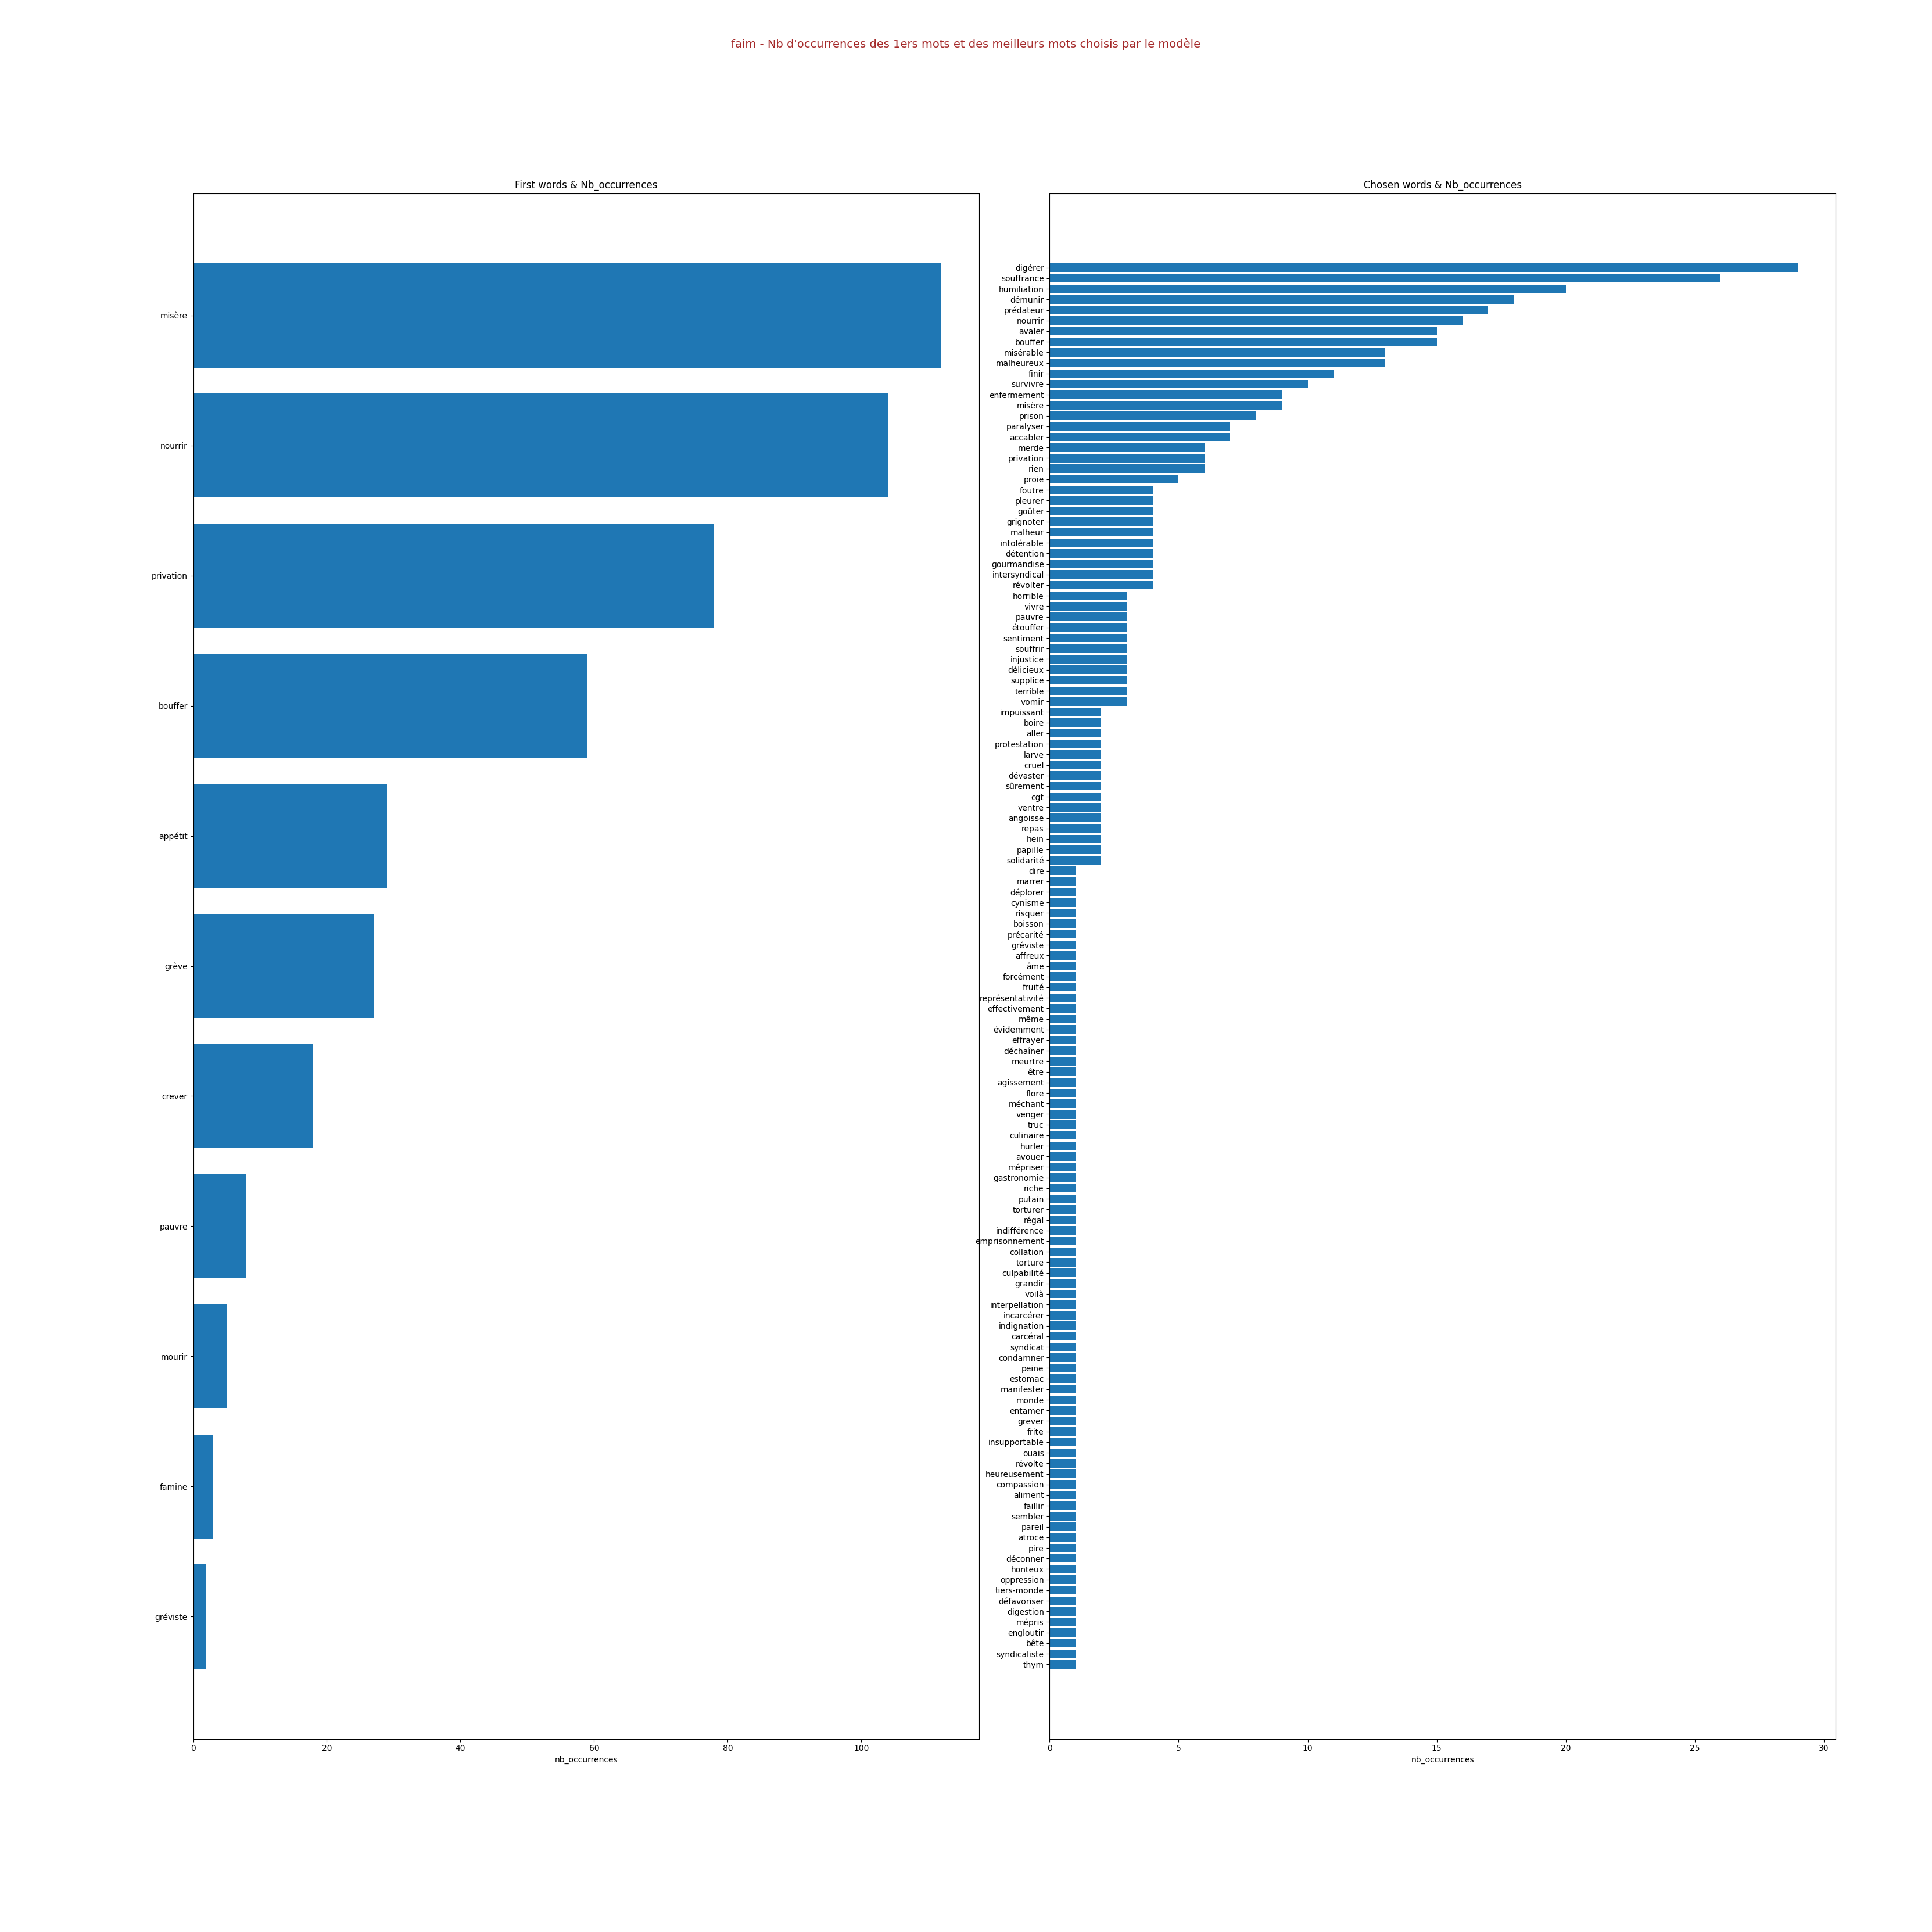 faim - Nb d'occurrences des 1ers mots et des meilleurs mots choisis par le modèle
First words & Nb_occurrences
misère
nourrir
privation
bouffer
appétit
grève
crever
pauvre
mourir
famine
gréviste
0 20 40 60 80 100
nb_occurrences
Chosen words & Nb_occurrences
digérer
souffrance
humiliation
démunir
prédateur
nourrir
avaler
bouffer
misérable
malheureux
finir
survivre
enfermement
misère
prison
paralyser
accabler
merde
privation
rien
proie
foutre
pleurer
goûter
grignoter
malheur
intolérable
détention
gourmandise
intersyndical
révolter
horrible
vivre
pauvre
étouffer
sentiment
souffrir
injustice
délicieux
supplice
terrible
vomir
impuissant
boire
aller
protestation
larve
cruel
dévaster
sûrement
cgt
ventre
angoisse
repas
hein
papille
solidarité
dire
marrer
déplorer
cynisme
risquer
boisson
précarité
gréviste
affreux
âme
forcément
fruité
représentativité
effectivement
même
évidemment
effrayer
déchaîner
meurtre
être
agissement
flore
méchant
venger
truc
culinaire
hurler
avouer
mépriser
gastronomie
riche
putain
torturer
régal
indifférence
emprisonnement
collation
torture
culpabilité
grandir
voilà
interpellation
incarcérer
indignation
carcéral
syndicat
condamner
peine
estomac
manifester
monde
entamer
grever
frite
insupportable
ouais
révolte
heureusement
compassion
aliment
faillir
sembler
pareil
atroce
pire
déconner
honteux
oppression
tiers-monde
défavoriser
digestion
mépris
engloutir
bête
syndicaliste
thym
0 5 10 15 20 25 30
nb_occurrences